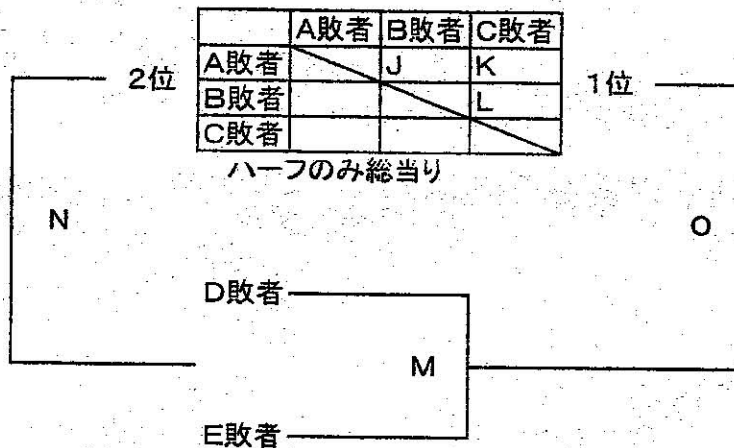 A敗者 B敗者 C敗者
A敗者 J K
B敗者 L
C敗者
2位
1位
ハーフのみ総当り
N
O
D敗者
M
E敗者